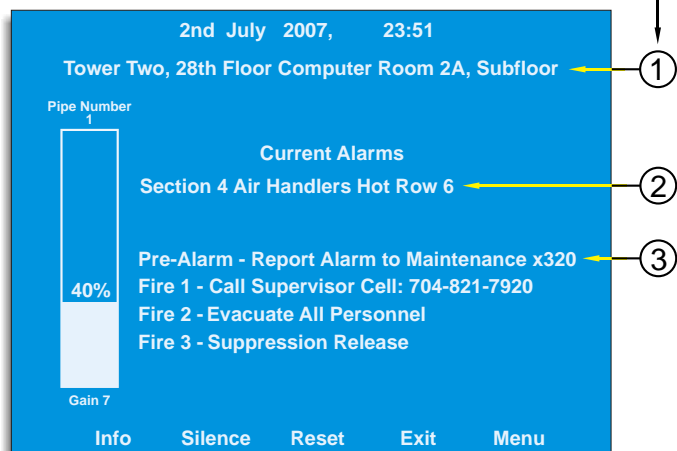 2nd July 2007, 23:51
Tower Two, 28th Floor Computer Room 2A, Subfloor
1
Pipe Number
1
Current Alarms
Section 4 Air Handlers Hot Row 6
2
Pre-Alarm - Report Alarm to Maintenance x320
3
40%
Fire 1 - Call Supervisor Cell: 704-821-7920
Fire 2 - Evacuate All Personnel
Fire 3 - Suppression Release
Gain 7
Info Silence Reset Exit Menu